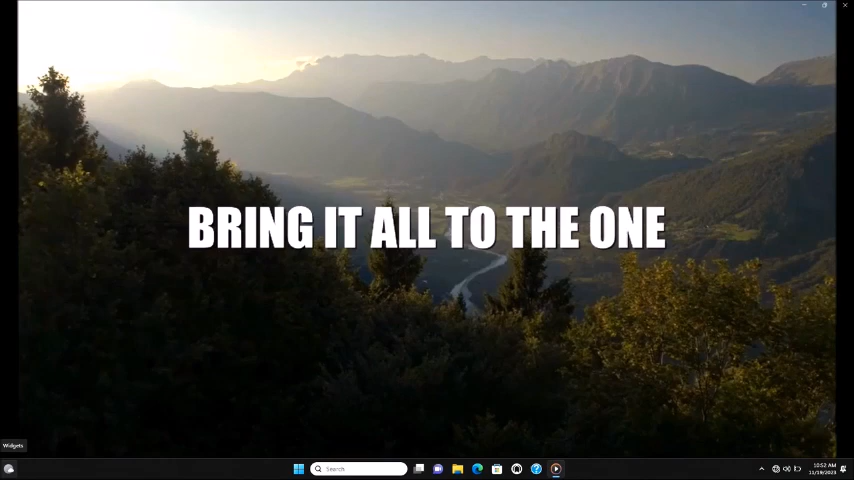 BRING IT ALL TO THE ONE
Widgets
Search
10:52 AM
11/19/2023